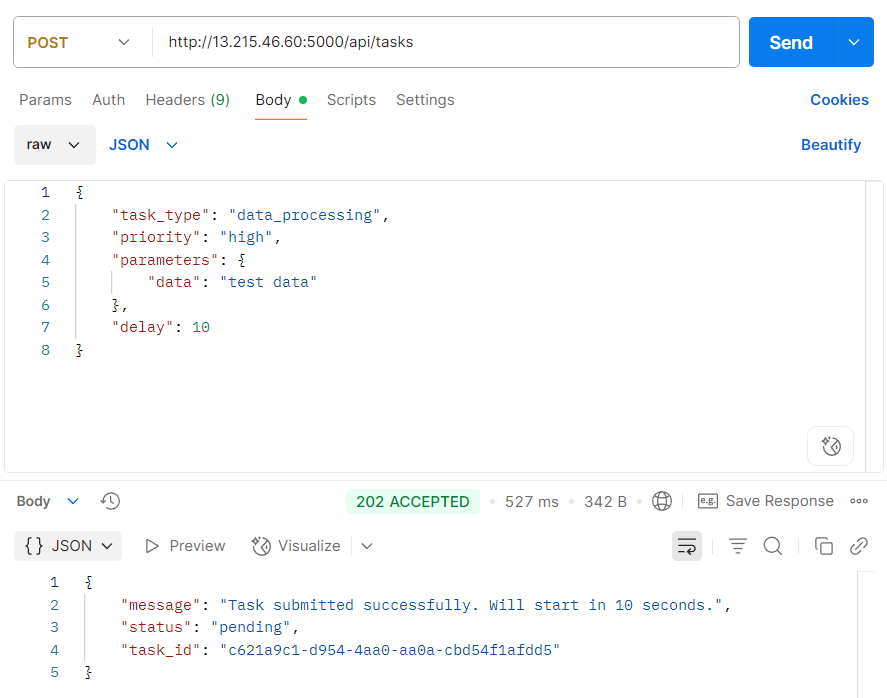 POST http://13.215.46.60:5000/api/tasks Send
Params Auth Headers (9) Body Scripts Settings Cookies
raw JSON Beautify
1 {
2 "task_type": "data_processing",
3 "priority": "high",
4 "parameters": {
5 "data": "test data"
6 },
7 "delay": 10
8 }
Body 202 ACCEPTED 527 ms 342 B e.g. Save Response
{} JSON Preview Visualize
1 {
2 "message": "Task submitted successfully. Will start in 10 seconds.",
3 "status": "pending",
4 "task_id": "c621a9c1-d954-4aa0-aa0a-cbd54f1afdd5"
5 }